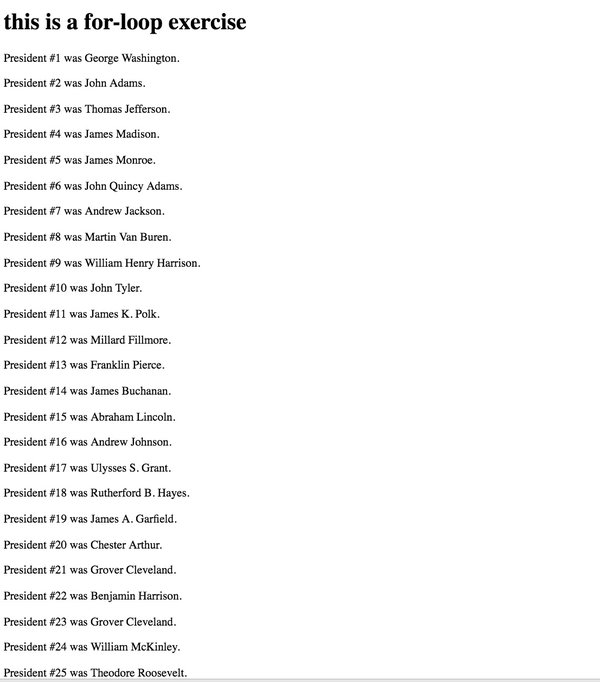 this is a for-loop exercise
President #1 was George Washington.
President #2 was John Adams.
President #3 was Thomas Jefferson.
President #4 was James Madison.
President #5 was James Monroe.
President #6 was John Quincy Adams.
President #7 was Andrew Jackson.
President #8 was Martin Van Buren.
President #9 was William Henry Harrison.
President #10 was John Tyler.
President #11 was James K. Polk.
President #12 was Millard Fillmore.
President #13 was Franklin Pierce.
President #14 was James Buchanan.
President #15 was Abraham Lincoln.
President #16 was Andrew Johnson.
President #17 was Ulysses S. Grant.
President #18 was Rutherford B. Hayes.
President #19 was James A. Garfield.
President #20 was Chester Arthur.
President #21 was Grover Cleveland.
President #22 was Benjamin Harrison.
President #23 was Grover Cleveland.
President #24 was William McKinley.
President #25 was Theodore Roosevelt.